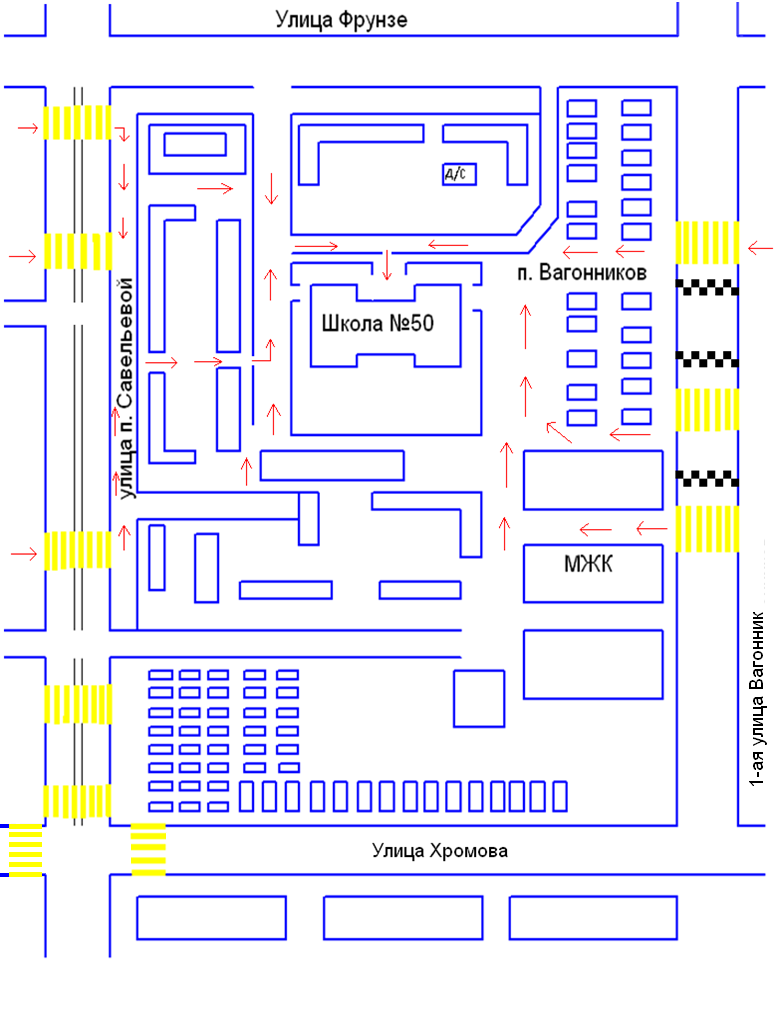 Улица Фрунзе
д/с
п. Вагонников
Школа №50
улица п. Савельевой
МЖК
1-ая улица Вагонник
Улица Хромова